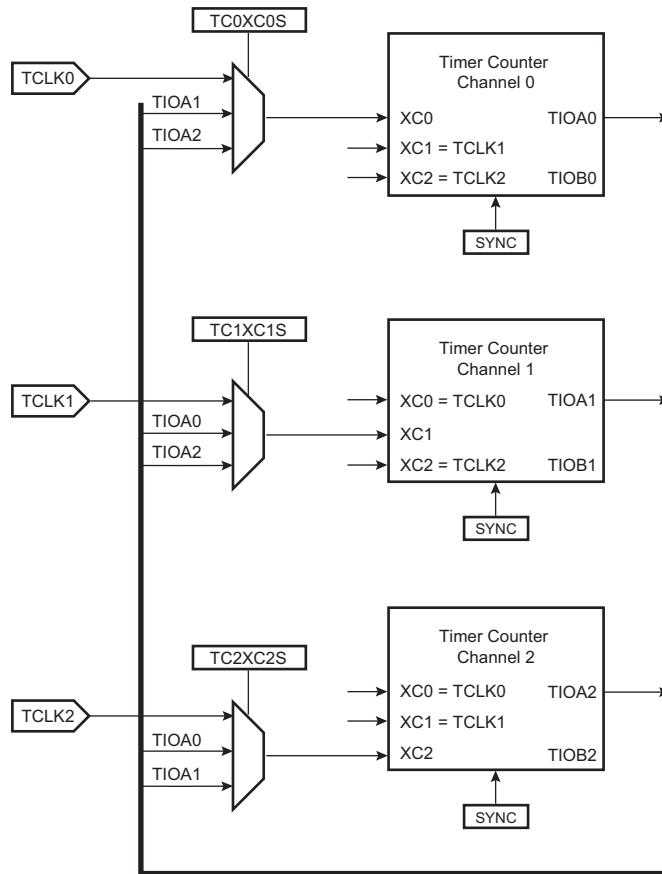 TC0XC0S
TCLK0
TIOA1
TIOA2
Timer Counter
Channel 0
XC0
TIOA0
XC1 = TCLK1
XC2 = TCLK2
TIOB0
SYNC
TC1XC1S
TCLK1
TIOA0
TIOA2
Timer Counter
Channel 1
XC0 = TCLK0
TIOA1
XC1
XC2 = TCLK2
TIOB1
SYNC
TC2XC2S
TCLK2
TIOA0
TIOA1
Timer Counter
Channel 2
XC0 = TCLK0
TIOA2
XC1 = TCLK1
XC2
TIOB2
SYNC